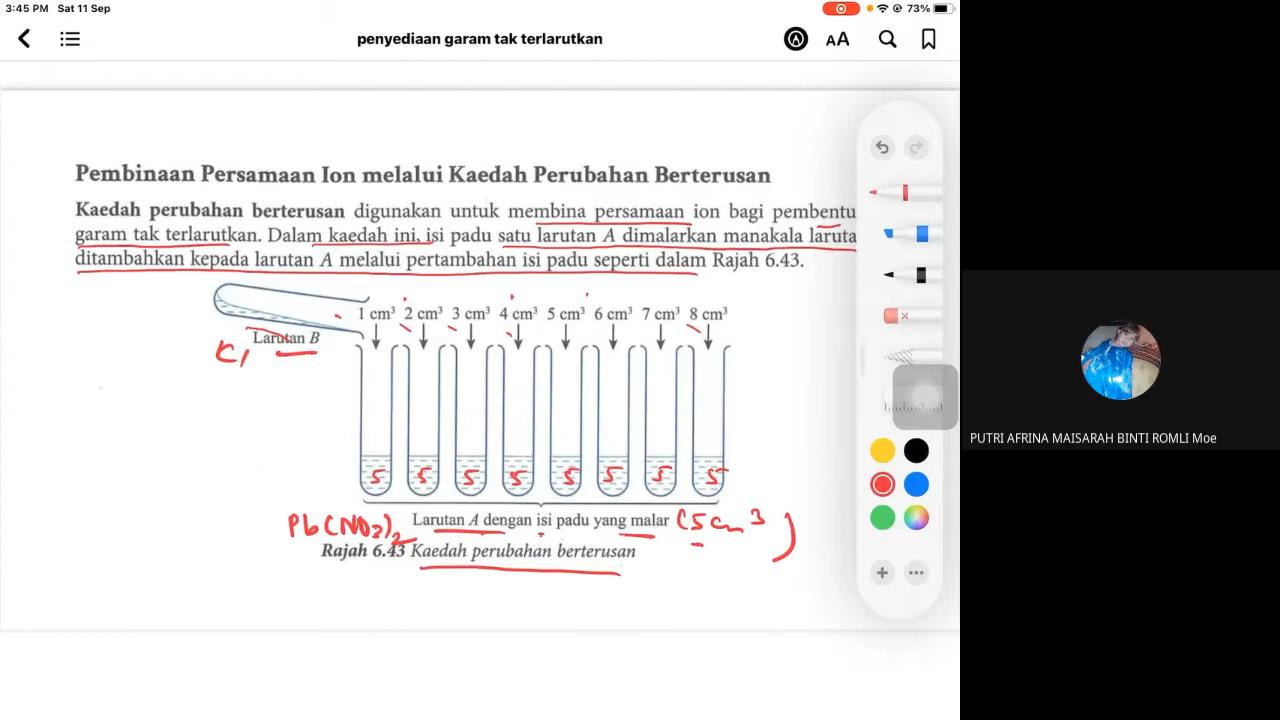 3:45 PM Sat 11 Sep
73%
penyediaan garam tak terlarutkan
AA
Pembinaan Persamaan Ion melalui Kaedah Perubahan Berterusan
Kaedah perubahan berterusan digunakan untuk membina persamaan ion bagi pembentu
garam tak terlarutkan. Dalam kaedah ini, isi padu satu larutan A dimalarkan manakala laruta
ditambahkan kepada larutan A melalui pertambahan isi padu seperti dalam Rajah 6.43.
1 cm³ 2 cm³ 3 cm³ 4 cm³ 5 cm³ 6 cm³ 7 cm³ 8 cm³
Larutan B
5 5 5 5 5 5 5 5
Pb(NO3)2 Larutan A dengan isi padu yang malar (5cm³)
Rajah 6.43 Kaedah perubahan berterusan
PUTRI AFRINA MAISARAH BINTI ROMLI Moe